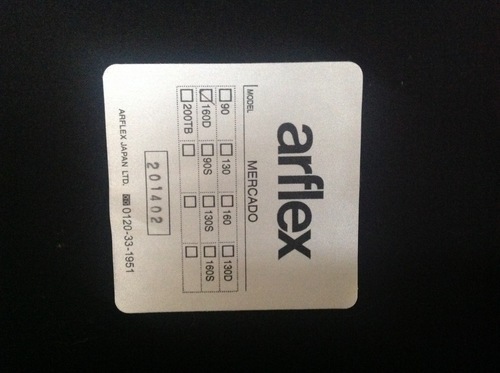 arflex
MODEL MERCADO
□90 □130 □160 □130D
☑160D □90S □130S □160S
□200TB □ □ □
201402
ARFLEX JAPAN LTD. 0120-33-1951